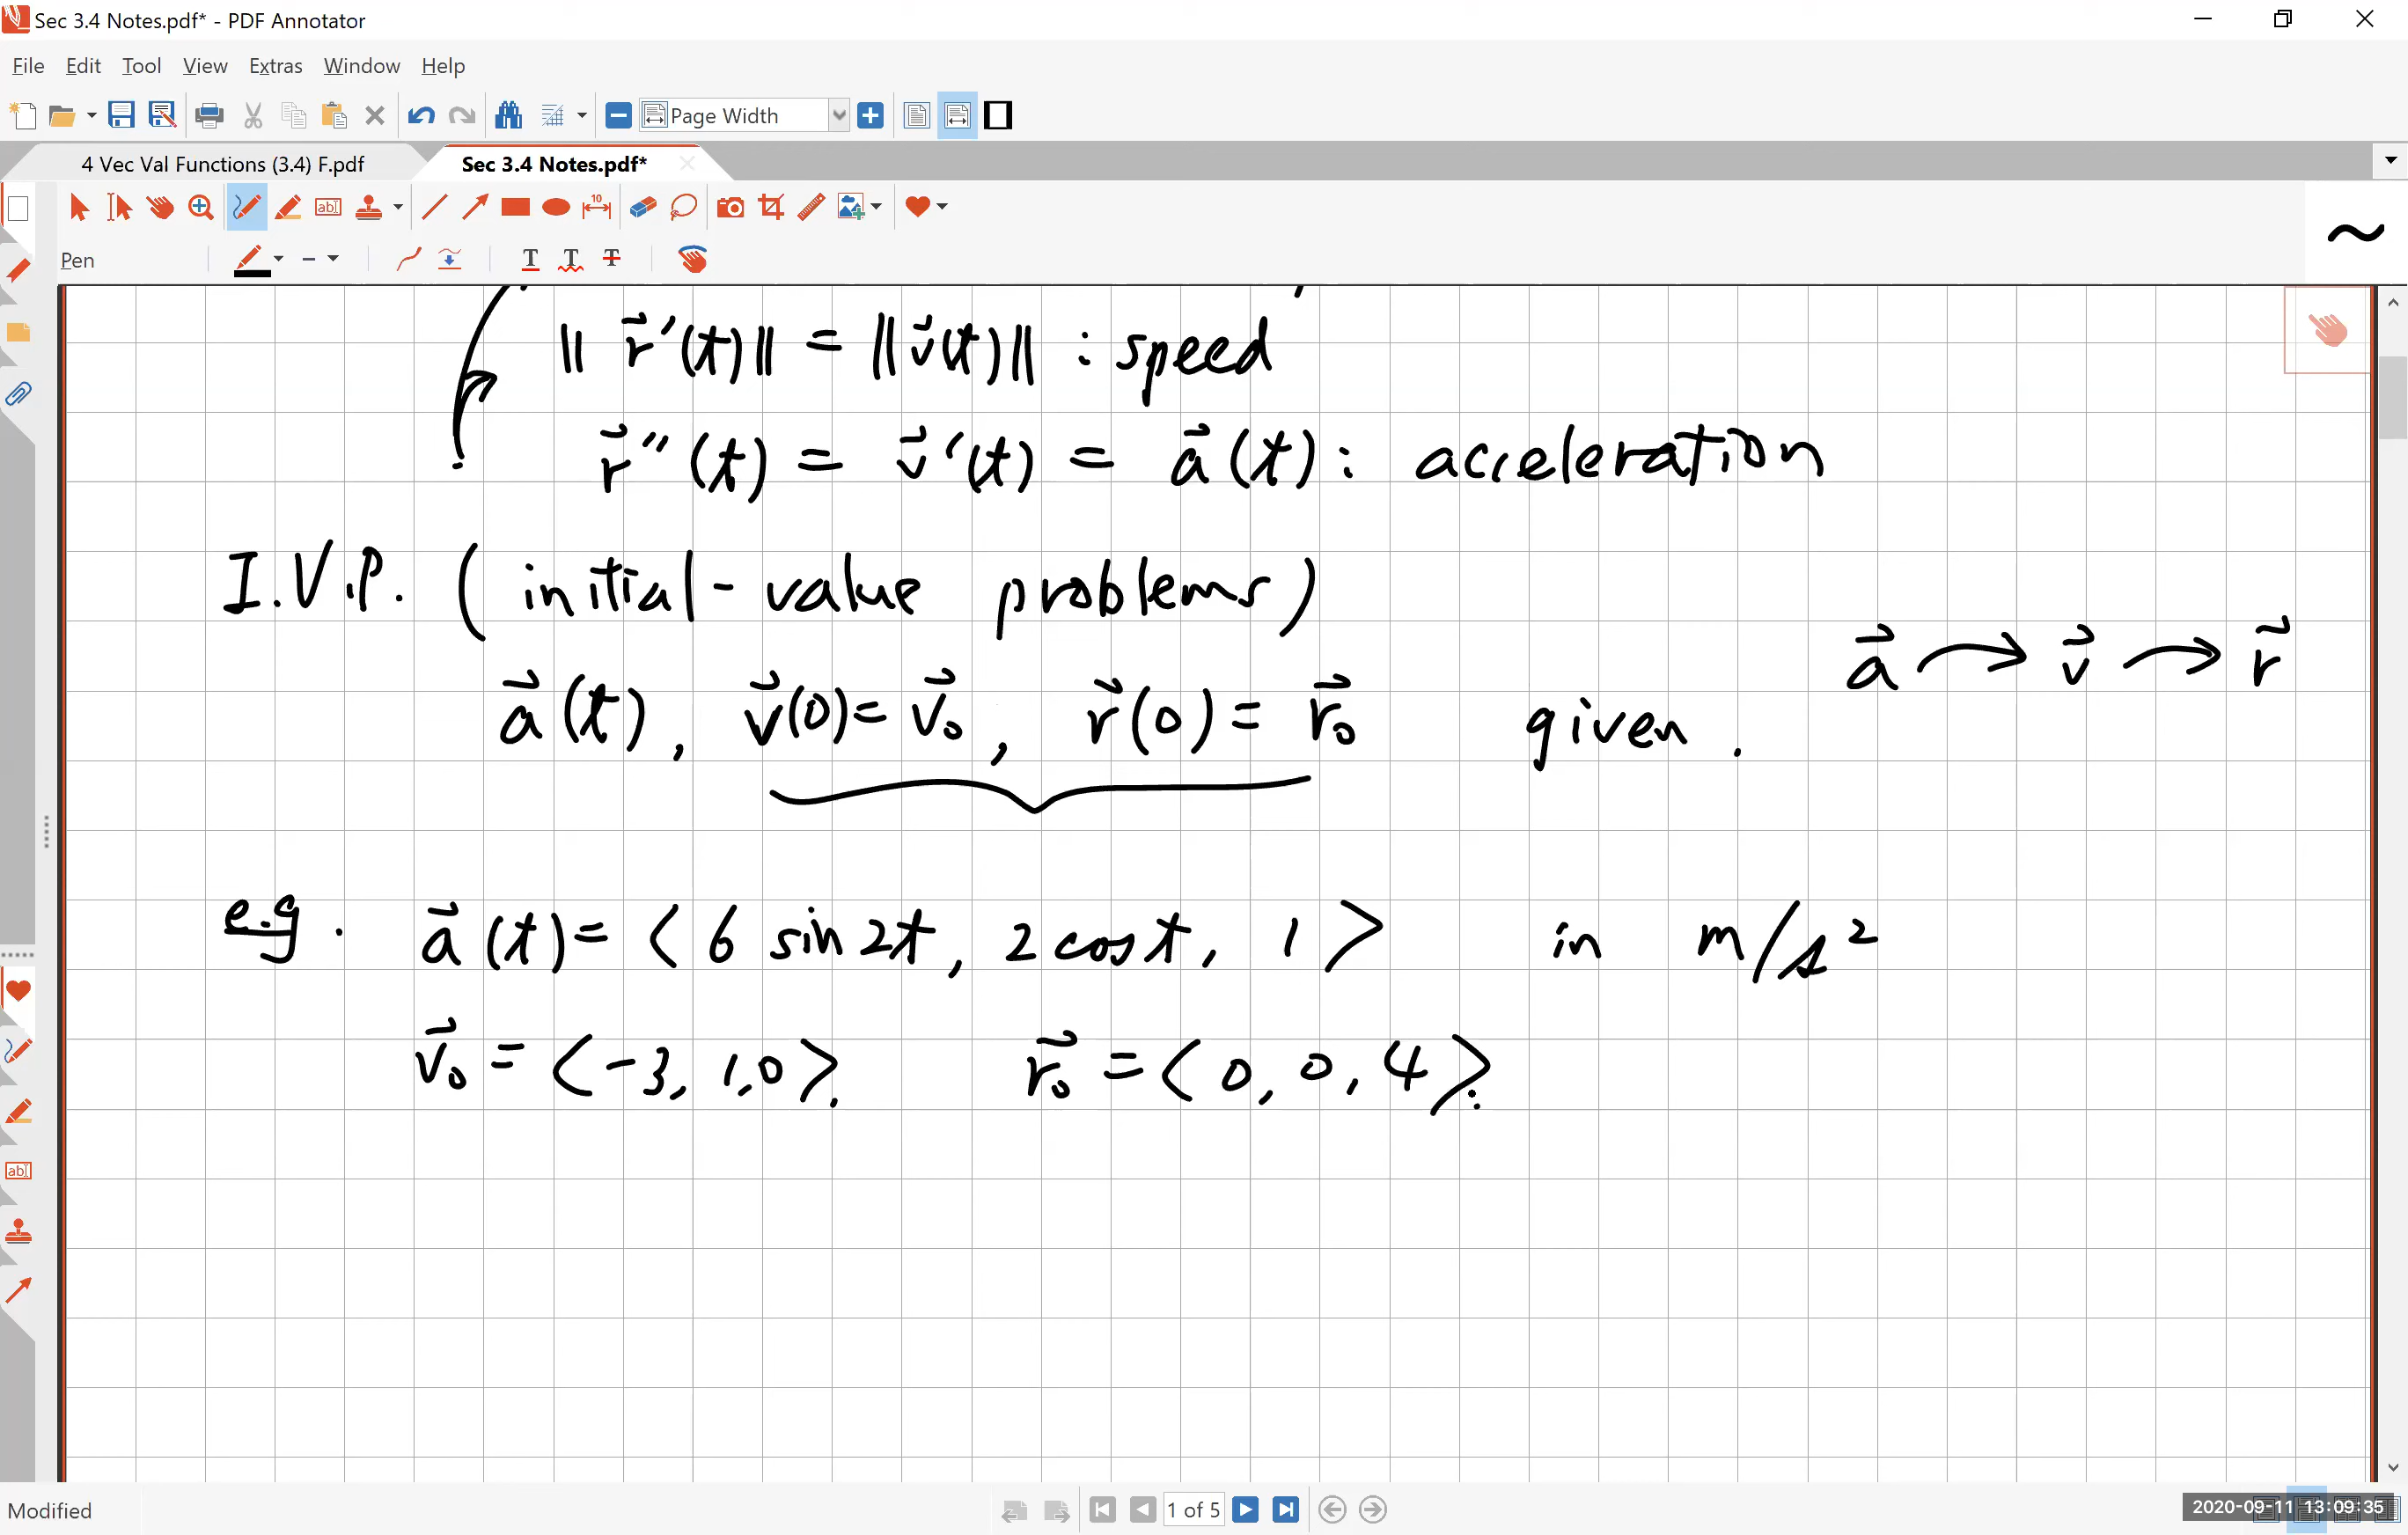 Sec 3.4 Notes.pdf* - PDF Annotator
File Edit Tool View Extras Window Help
Page Width
4 Vec Val Functions (3.4) F.pdf Sec 3.4 Notes.pdf*
10
Pen
‖ r⃗′(t)‖ = ‖v⃗(t)‖ : speed
r⃗″(t) = v⃗′(t) = a⃗(t): acceleration
I.V.P. (initial-value problems)
a⃗ → v⃗ → r⃗
a⃗(t), v⃗(0)= v⃗₀, r⃗(0) = r⃗₀ given.
e.g. a⃗(t)= ⟨6 sin 2t, 2 cos t, 1⟩ in m/s²
v⃗₀ = ⟨-3, 1, 0⟩. r⃗₀ = ⟨0, 0, 4⟩.
Modified
1 of 5
2020-09-11 13:09:35